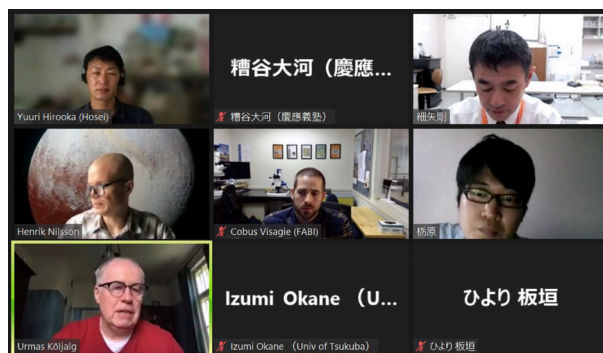 糟谷大河（慶應...
Yuuri Hirooka (Hosei)
糟谷大河（慶應義塾）
細矢剛
Henrik Nilsson
Cobus Visagie (FABI)
栃原
Izumi Okane （U...
ひより 板垣
Urmas Kõljalg
Izumi Okane （Univ of Tsukuba）
ひより 板垣